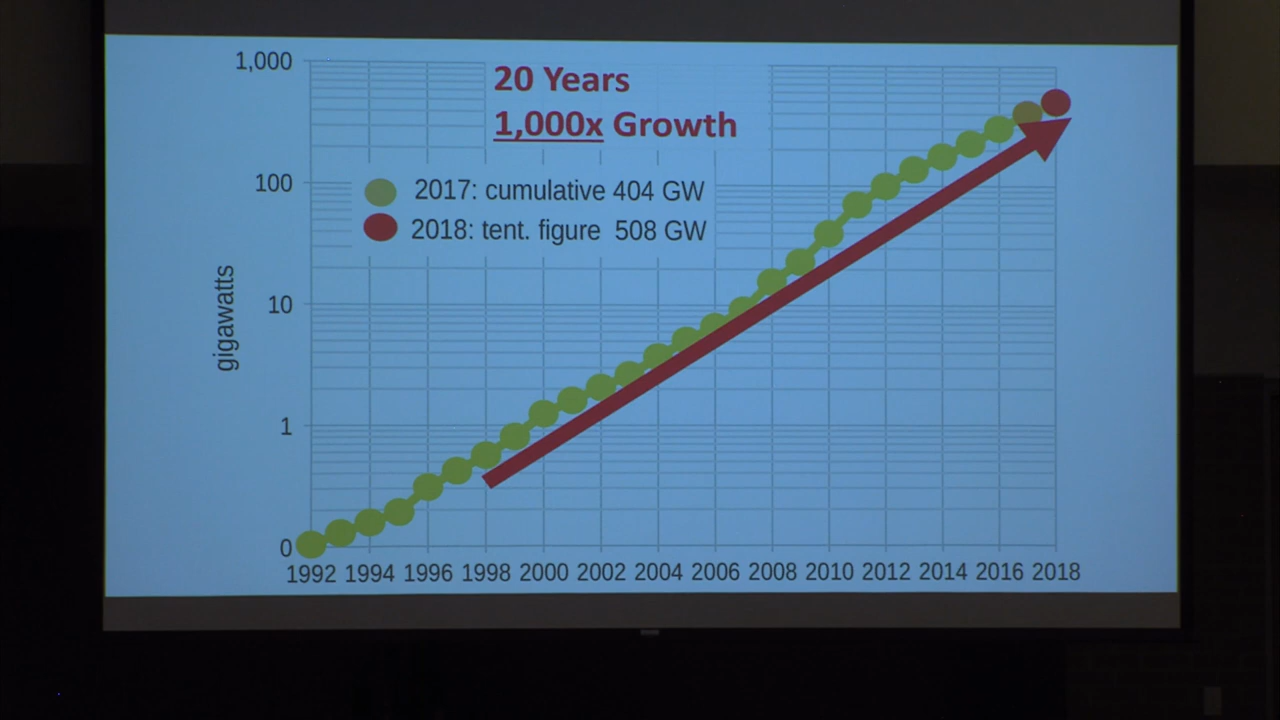 20 Years
1,000x Growth
2017: cumulative 404 GW
2018: tent. figure 508 GW
gigawatts
1,000
100
10
1
0
1992 1994 1996 1998 2000 2002 2004 2006 2008 2010 2012 2014 2016 2018